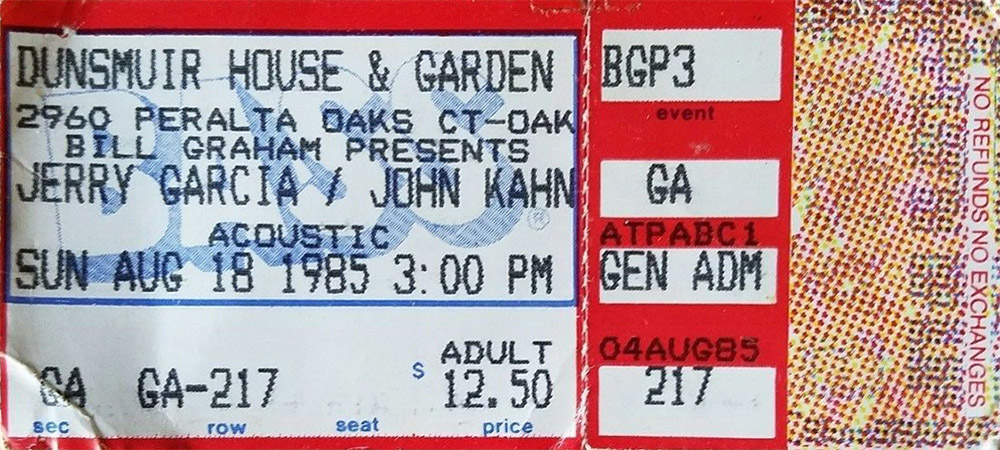 DUNSMUIR HOUSE & GARDEN
2960 PERALTA OAKS CT-OAK
BILL GRAHAM PRESENTS
JERRY GARCIA / JOHN KAHN
ACOUSTIC
SUN AUG 18 1985 3:00 PM
ADULT
GA GA-217 $ 12.50
sec row seat price
BASS®
BGP3
event
GA
ATPABC1
GEN ADM
04AUG85
217
NO REFUNDS NO EXCHANGES